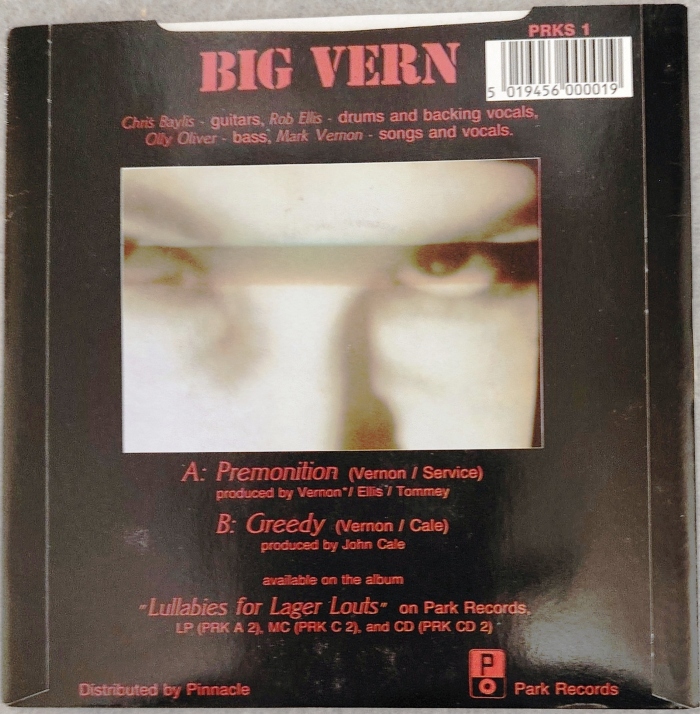 PRKS 1
BIG VERN
5 019456 000019
Chris Baylis - guitars, Rob Ellis - drums and backing vocals,
Olly Oliver - bass, Mark Vernon - songs and vocals.
A: Premonition (Vernon / Service)
produced by Vernon / Ellis / Tommey
B: Greedy (Vernon / Cale)
produced by John Cale
available on the album
"Lullabies for Lager Louts" on Park Records,
LP (PRK A 2), MC (PRK C 2), and CD (PRK CD 2)
Distributed by Pinnacle
P
Park Records